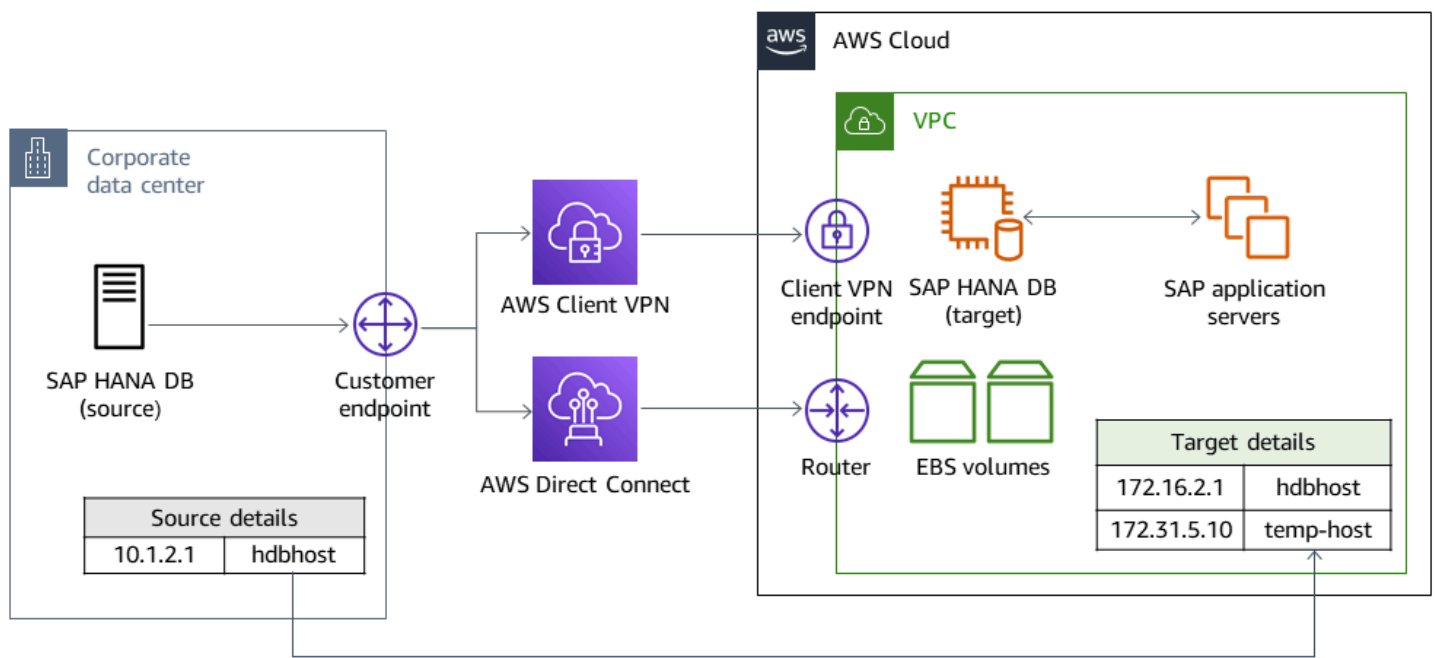 aws
AWS Cloud
VPC
Corporate
data center
AWS Client VPN
Client VPN
endpoint
SAP HANA DB
(target)
SAP application
servers
SAP HANA DB
(source)
Customer
endpoint
AWS Direct Connect
Router
EBS volumes
Source details
10.1.2.1 hdbhost
Target details
172.16.2.1 hdbhost
172.31.5.10 temp-host